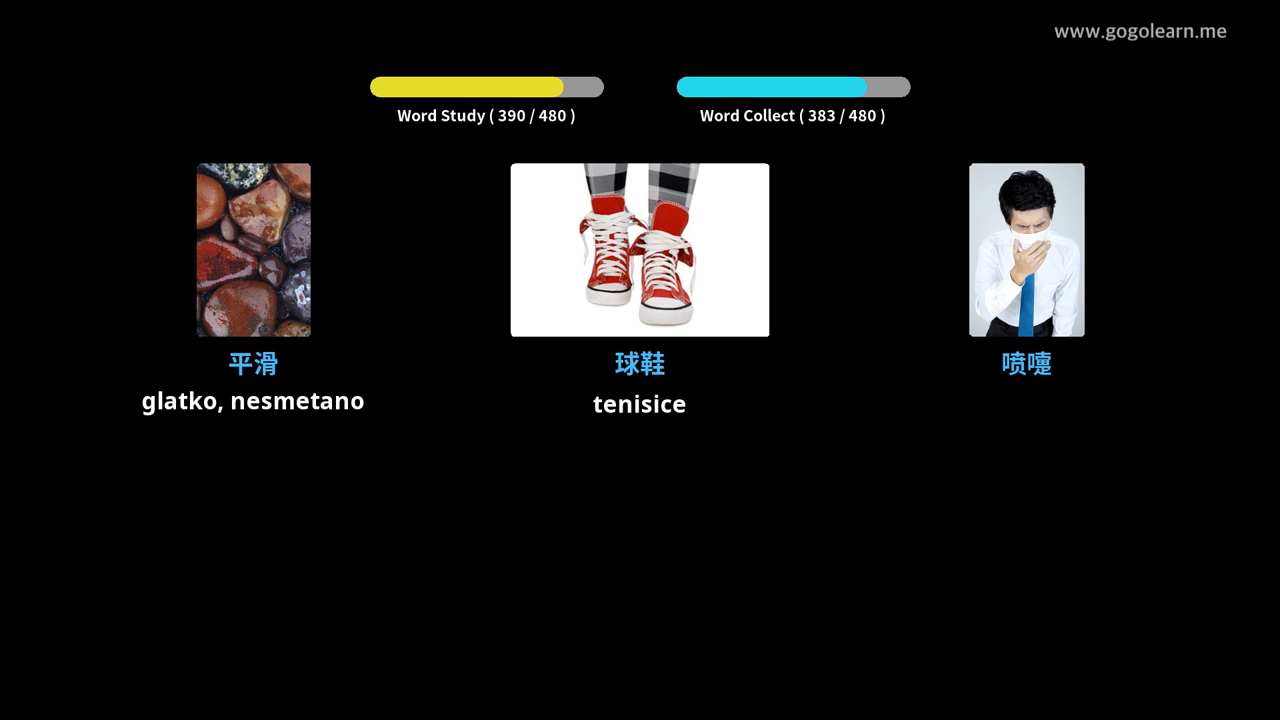 www.gogolearn.me
Word Study ( 390 / 480 )
Word Collect ( 383 / 480 )
平滑
球鞋
喷嚏
glatko, nesmetano
tenisice